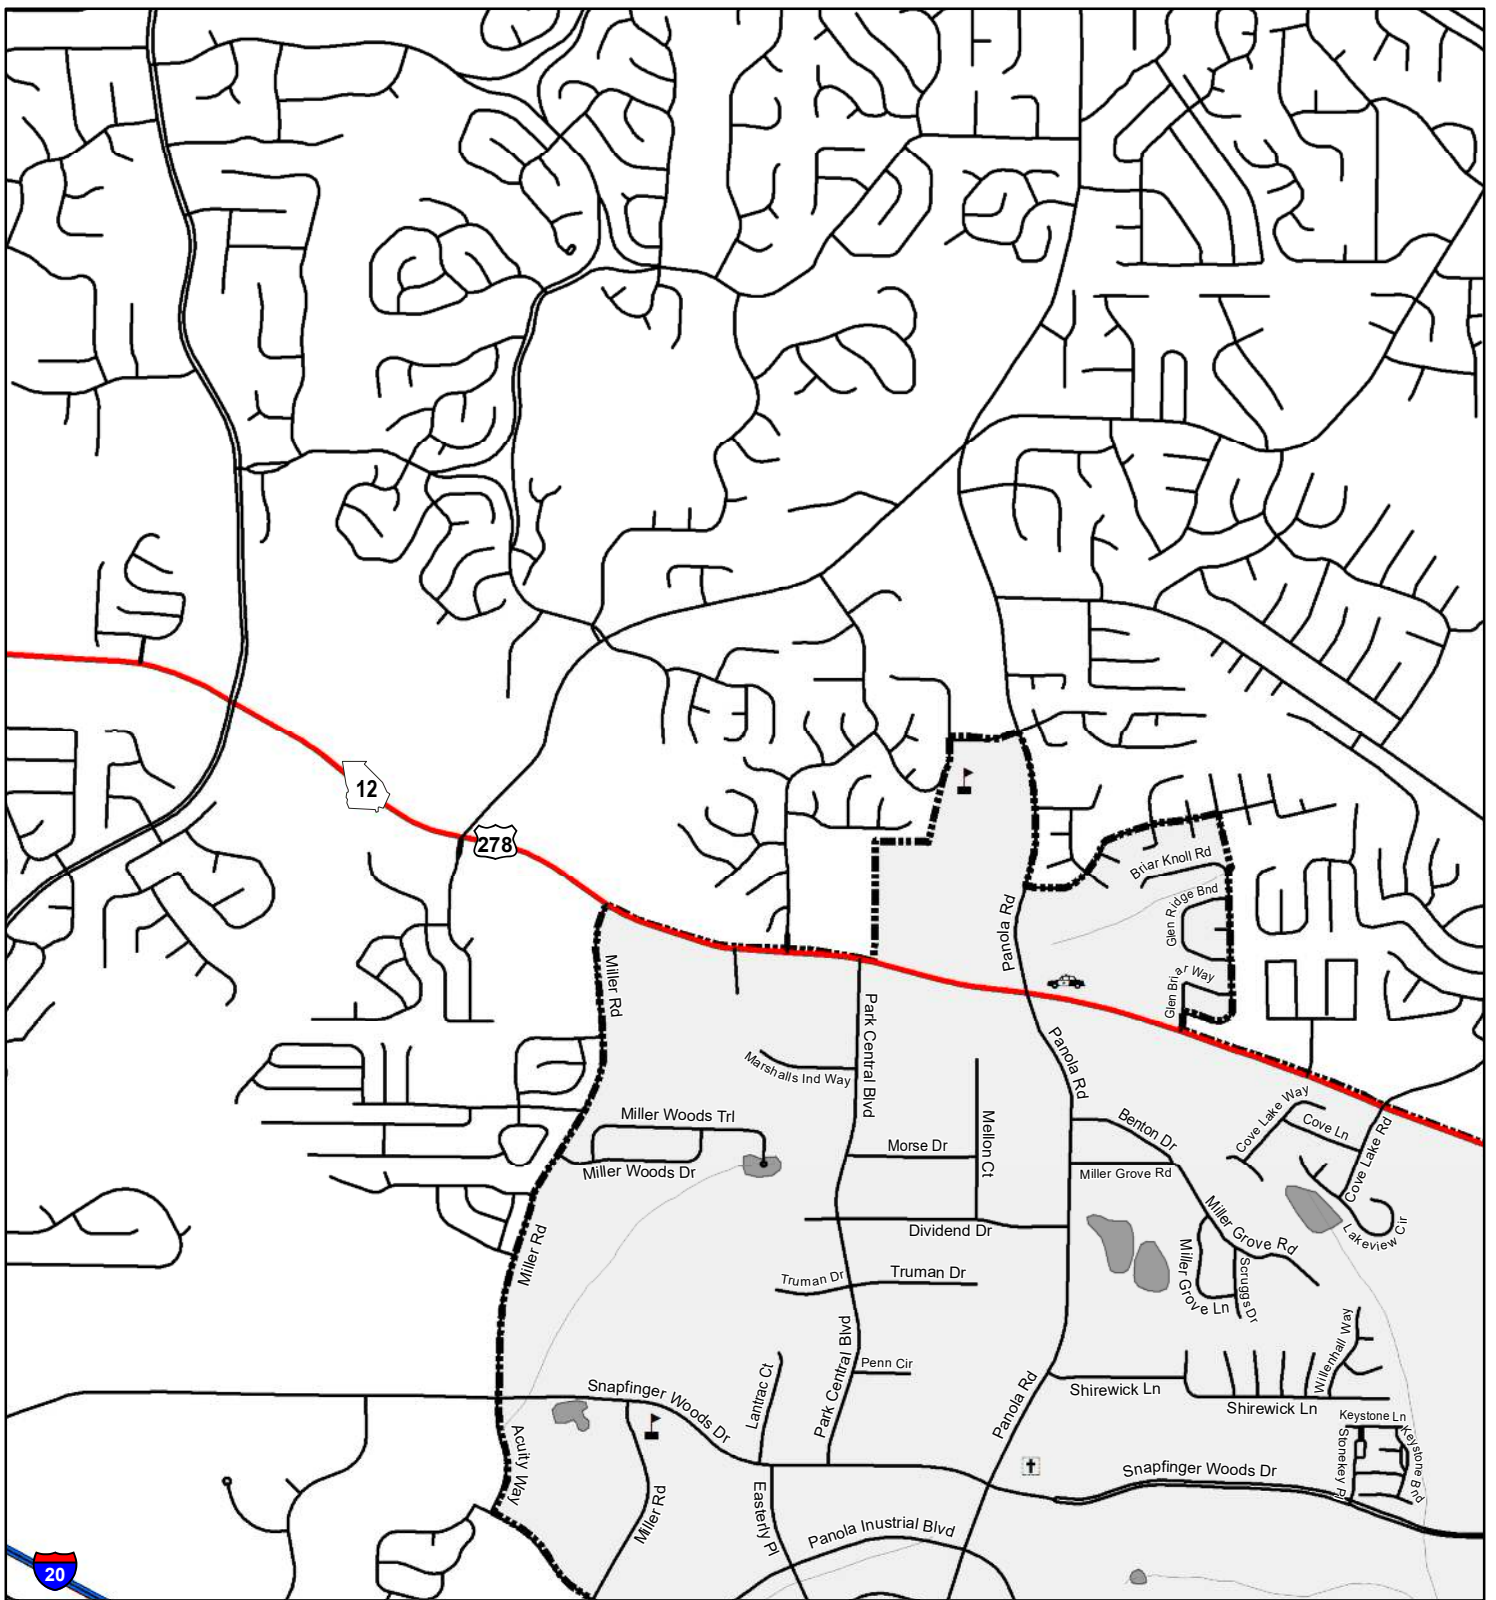 12
278
Briar Knoll Rd
Glen Ridge Bnd
Panola Rd
Glen Briar Way
Miller Rd
Park Central Blvd
Panola Rd
Marshalls Ind Way
Miller Woods Trl
Mellon Ct
Benton Dr
Cove Lake Way
Cove Ln
Morse Dr
Miller Woods Dr
Miller Grove Rd
Cove Lake Rd
Miller Grove Rd
Lakeview Cir
Dividend Dr
Miller Rd
Truman Dr
Truman Dr
Miller Grove Ln
Scruggs Dr
Park Central Blvd
Penn Cir
Willenhall Way
Snapfinger Woods Dr
Lantrac Ct
Panola Rd
Shirewick Ln
Shirewick Ln
Keystone Ln
Acuity Way
Stonekey Pl
Keystone Bnd
Snapfinger Woods Dr
Miller Rd
Easterly Pl
Panola Inustrial Blvd
20